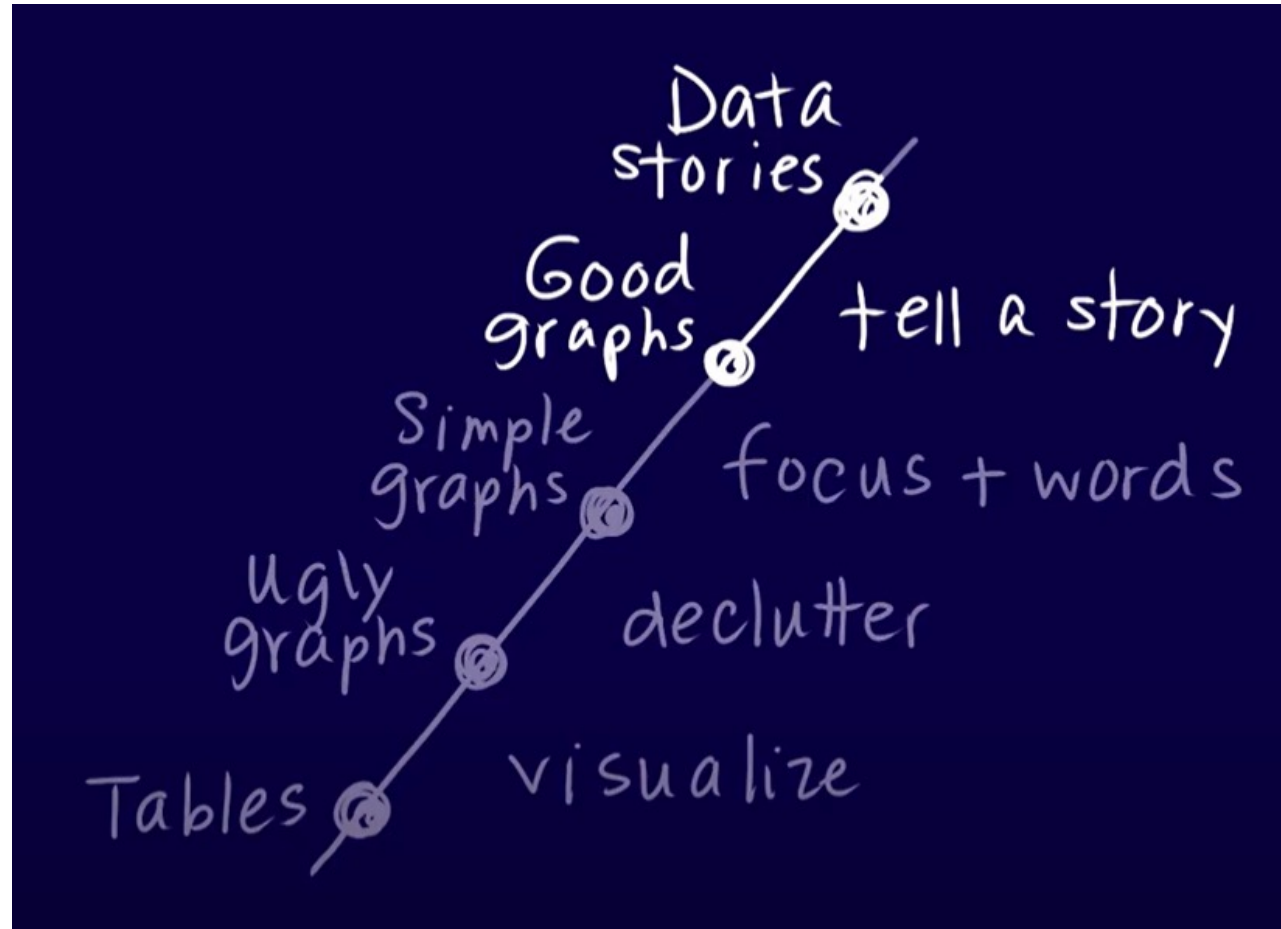 Data
stories
Good
graphs
tell a story
Simple
graphs
focus + words
Ugly
graphs
declutter
Tables
visualize